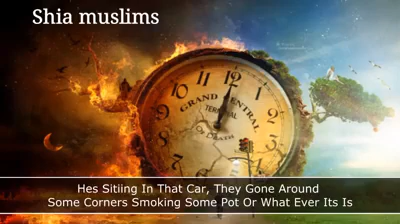 Shia muslims
GRAND CENTRAL
TERMINAL
Hes Sitiing In That Car, They Gone Around
Some Corners Smoking Some Pot Or What Ever Its Is